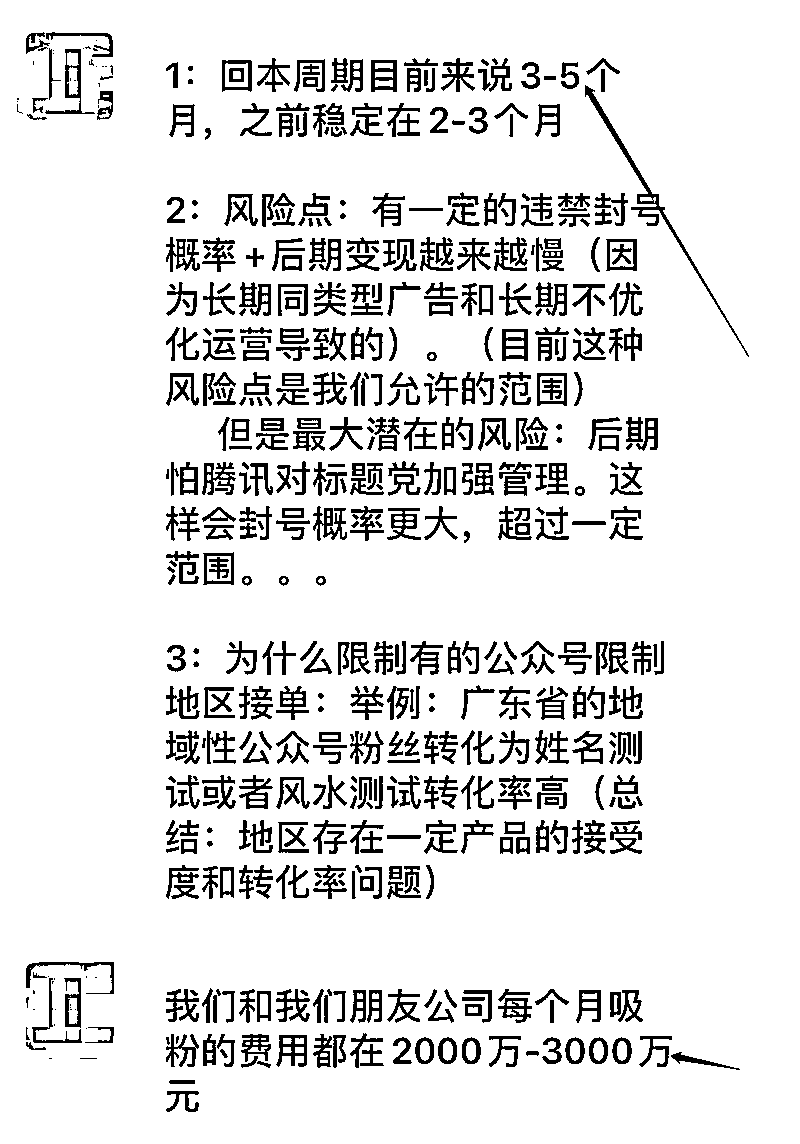 1：回本周期目前来说3-5个
月，之前稳定在2-3个月
2：风险点：有一定的违禁封号
概率+后期变现越来越慢（因
为长期同类型广告和长期不优
化运营导致的）。（目前这种
风险点是我们允许的范围）
但是最大潜在的风险：后期
怕腾讯对标题党加强管理。这
样会封号概率更大，超过一定
范围。。。
3：为什么限制有的公众号限制
地区接单：举例：广东省的地
域性公众号粉丝转化为姓名测
试或者风水测试转化率高（总
结：地区存在一定产品的接受
度和转化率问题）
我们和我们朋友公司每个月吸
粉的费用都在2000万-3000万
元